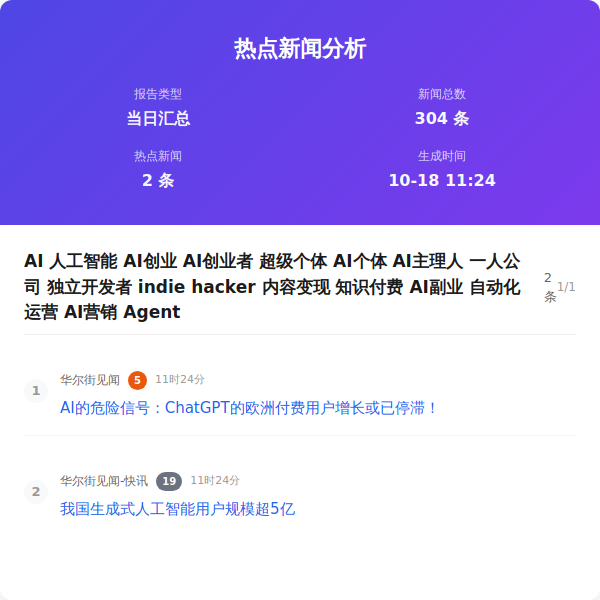 热点新闻分析
报告类型
当日汇总
新闻总数
304 条
热点新闻
2 条
生成时间
10-18 11:24
AI 人工智能 AI创业 AI创业者 超级个体 AI个体 AI主理人 一人公
司 独立开发者 indie hacker 内容变现 知识付费 AI副业 自动化
运营 AI营销 Agent
2
条
1/1
1
华尔街见闻 5 11时24分
AI的危险信号：ChatGPT的欧洲付费用户增长或已停滞！
2
华尔街见闻-快讯 19 11时24分
我国生成式人工智能用户规模超5亿